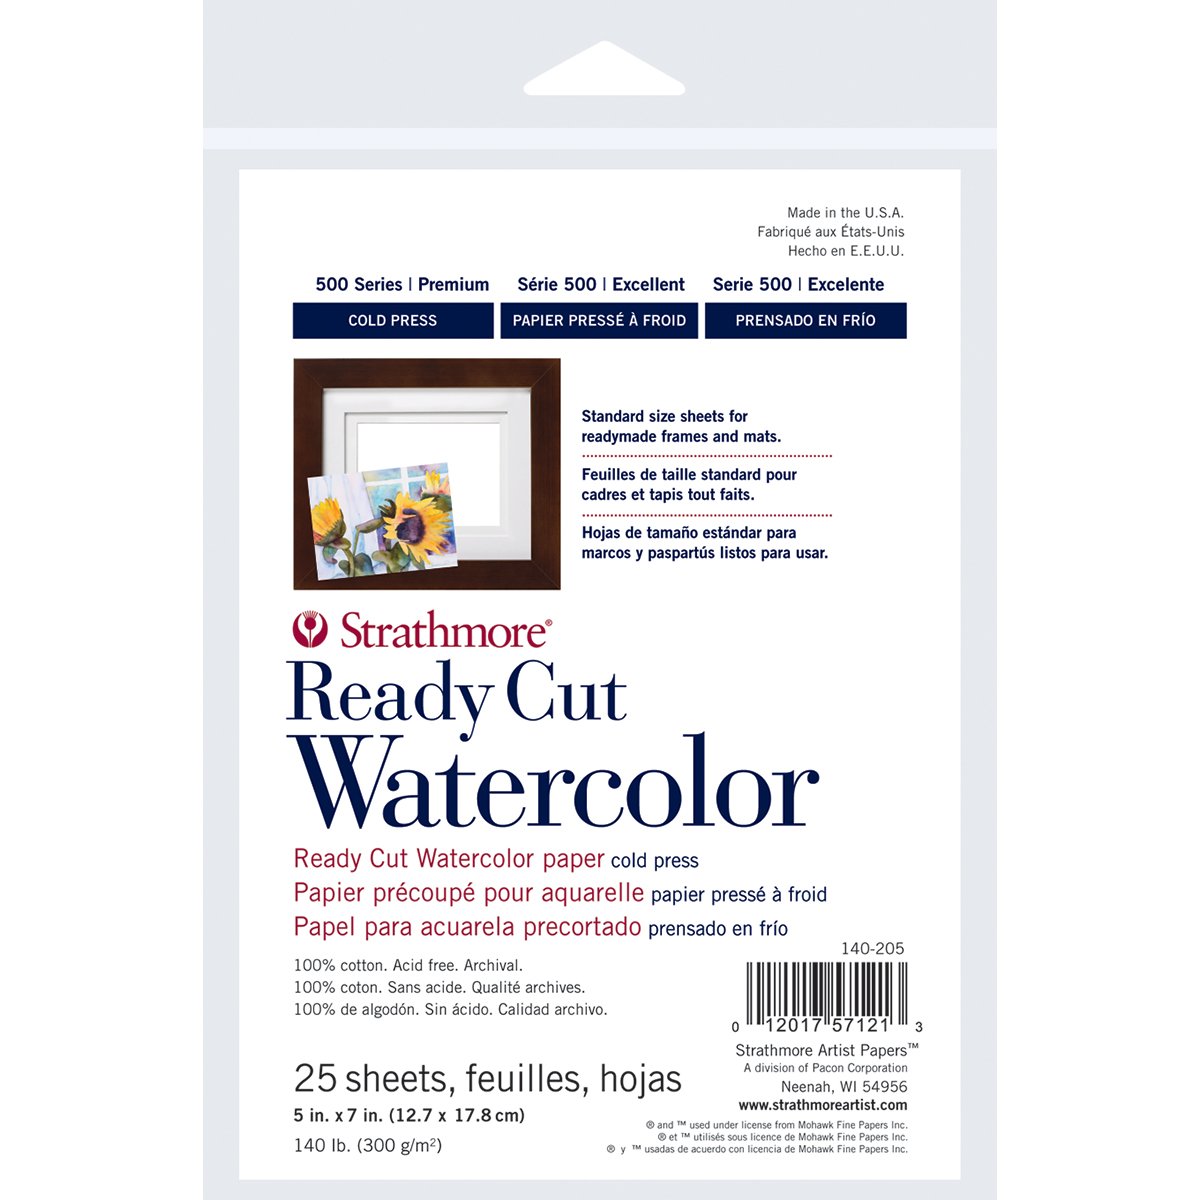 Made in the U.S.A.
Fabriqué aux États-Unis
Hecho en E.E.U.U.
500 Series | Premium
Série 500 | Excellent
Serie 500 | Excelente
COLD PRESS
PAPIER PRESSÉ À FROID
PRENSADO EN FRÍO
Standard size sheets for
readymade frames and mats.
Feuilles de taille standard pour
cadres et tapis tout faits.
Hojas de tamaño estándar para
marcos y paspartús listos para usar.
Strathmore®
Ready Cut
Watercolor
Ready Cut Watercolor paper cold press
Papier précoupé pour aquarelle papier pressé à froid
Papel para acuarela precortado prensado en frío
100% cotton. Acid free. Archival.
100% coton. Sans acide. Qualité archives.
100% de algodón. Sin ácido. Calidad archivo.
140-205
0 12017 57121 3
25 sheets, feuilles, hojas
5 in. x 7 in. (12.7 x 17.8 cm)
140 lb. (300 g/m²)
Strathmore Artist Papers™
A division of Pacon Corporation
Neenah, WI 54956
www.strathmoreartist.com
® and ™ used under license from Mohawk Fine Papers Inc.
® et ™ utilisés sous licence de Mohawk Fine Papers Inc.
® y ™ usadas de acuerdo con licencia de Mohawk Fine Papers Inc.